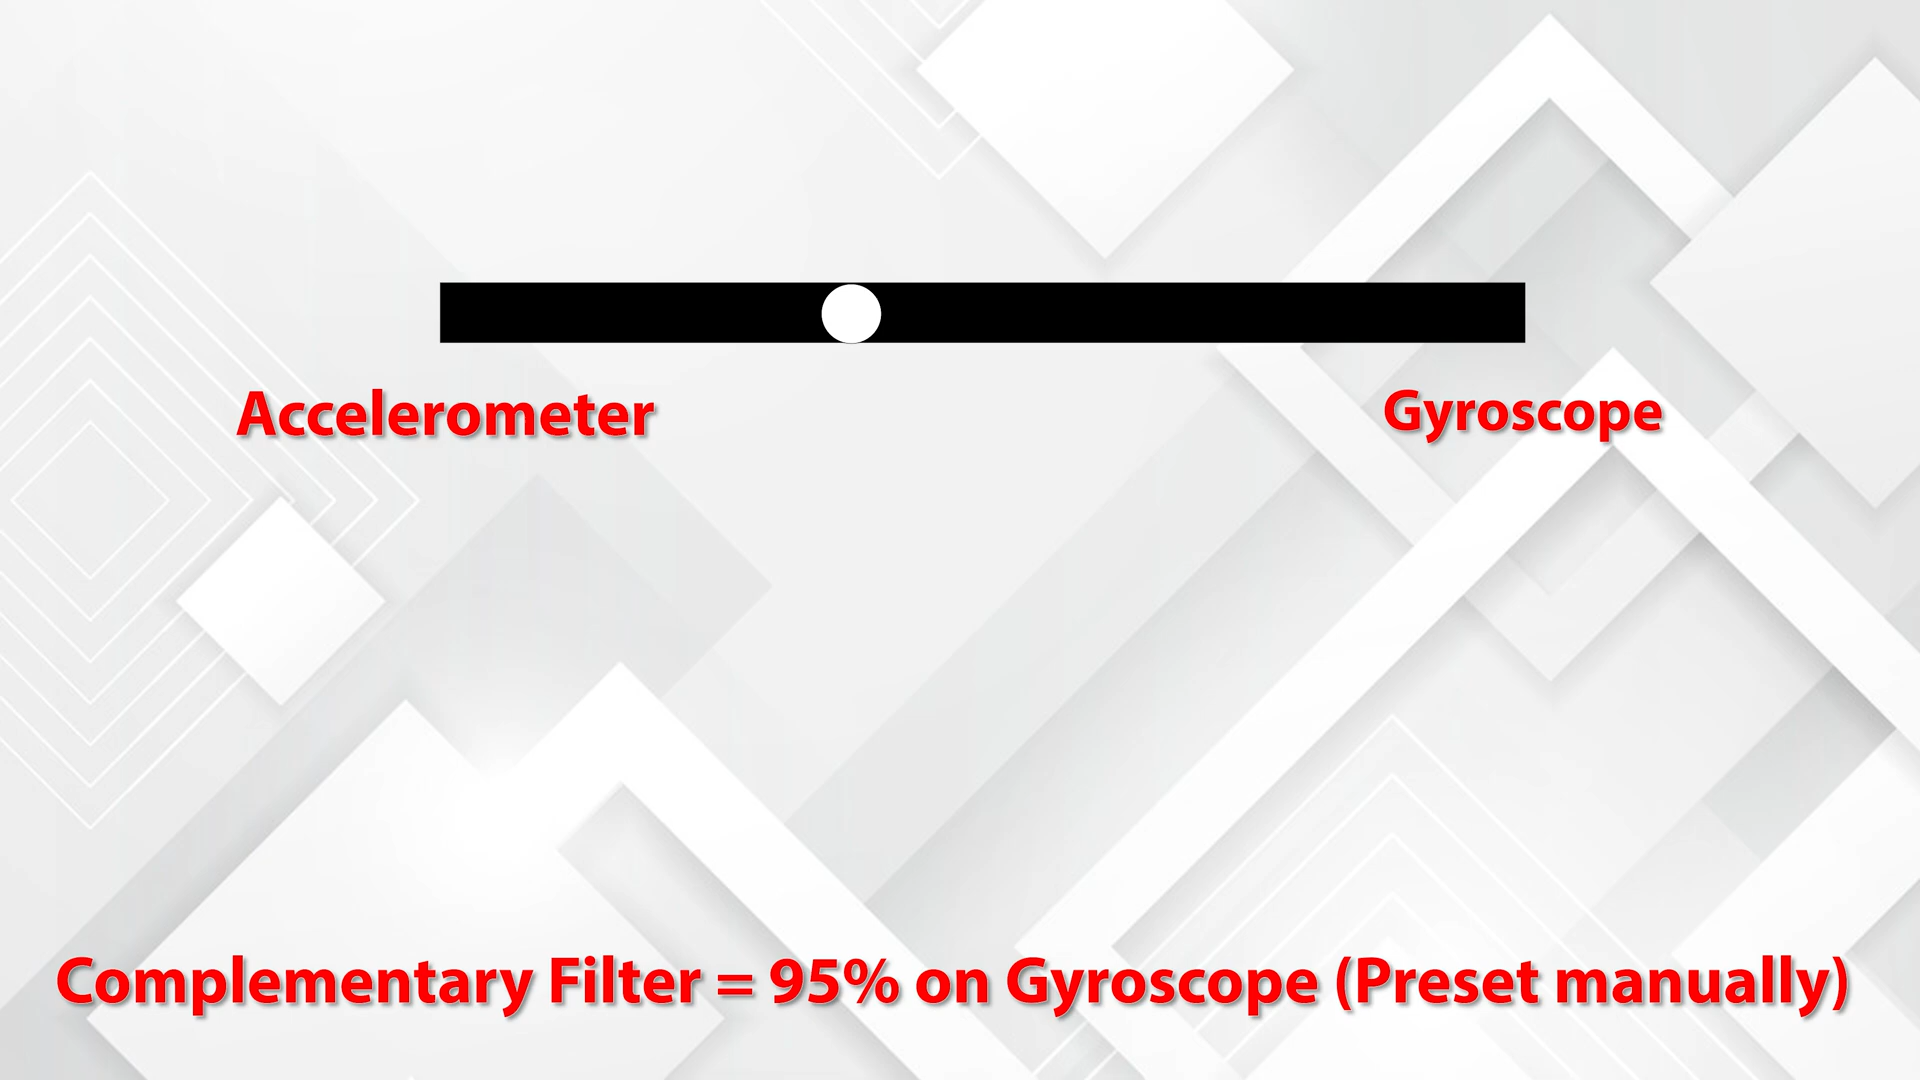 Accelerometer
Gyroscope
Complementary Filter = 95% on Gyroscope (Preset manually)